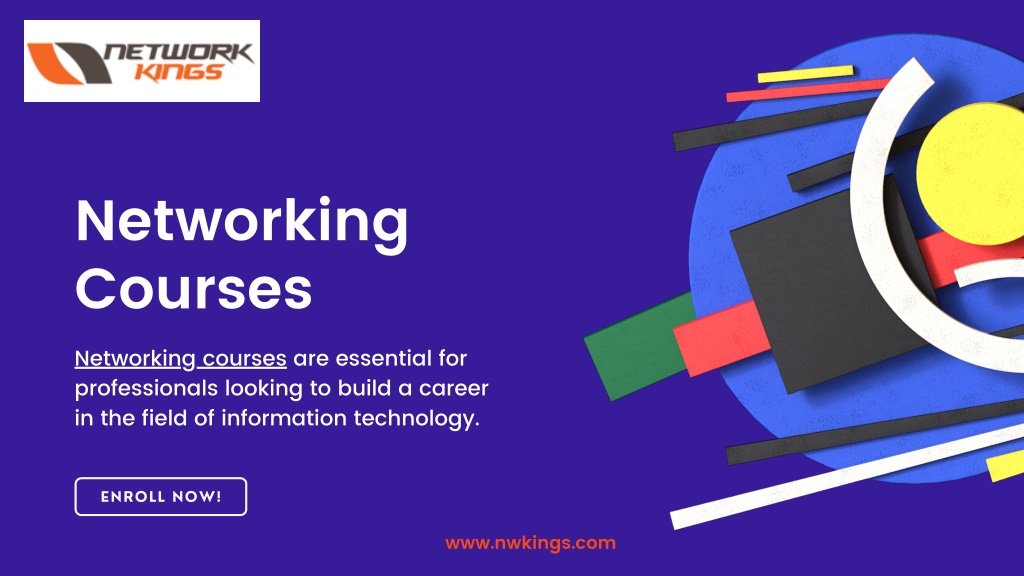 NETWORK
KINGS
Networking
Courses
Networking courses are essential for
professionals looking to build a career
in the field of information technology.
ENROLL NOW!
www.nwkings.com